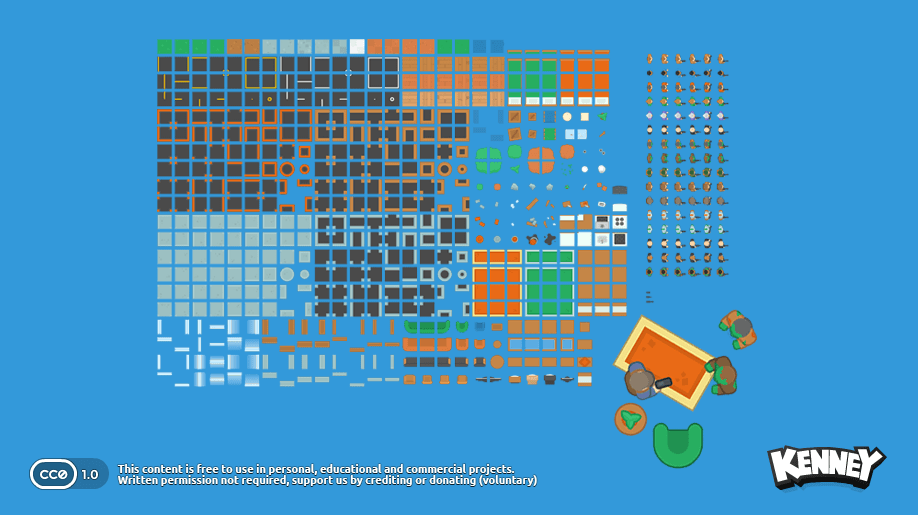 CC0 1.0
This content is free to use in personal, educational and commercial projects.
Written permission not required, support us by crediting or donating (voluntary)
KENNEY